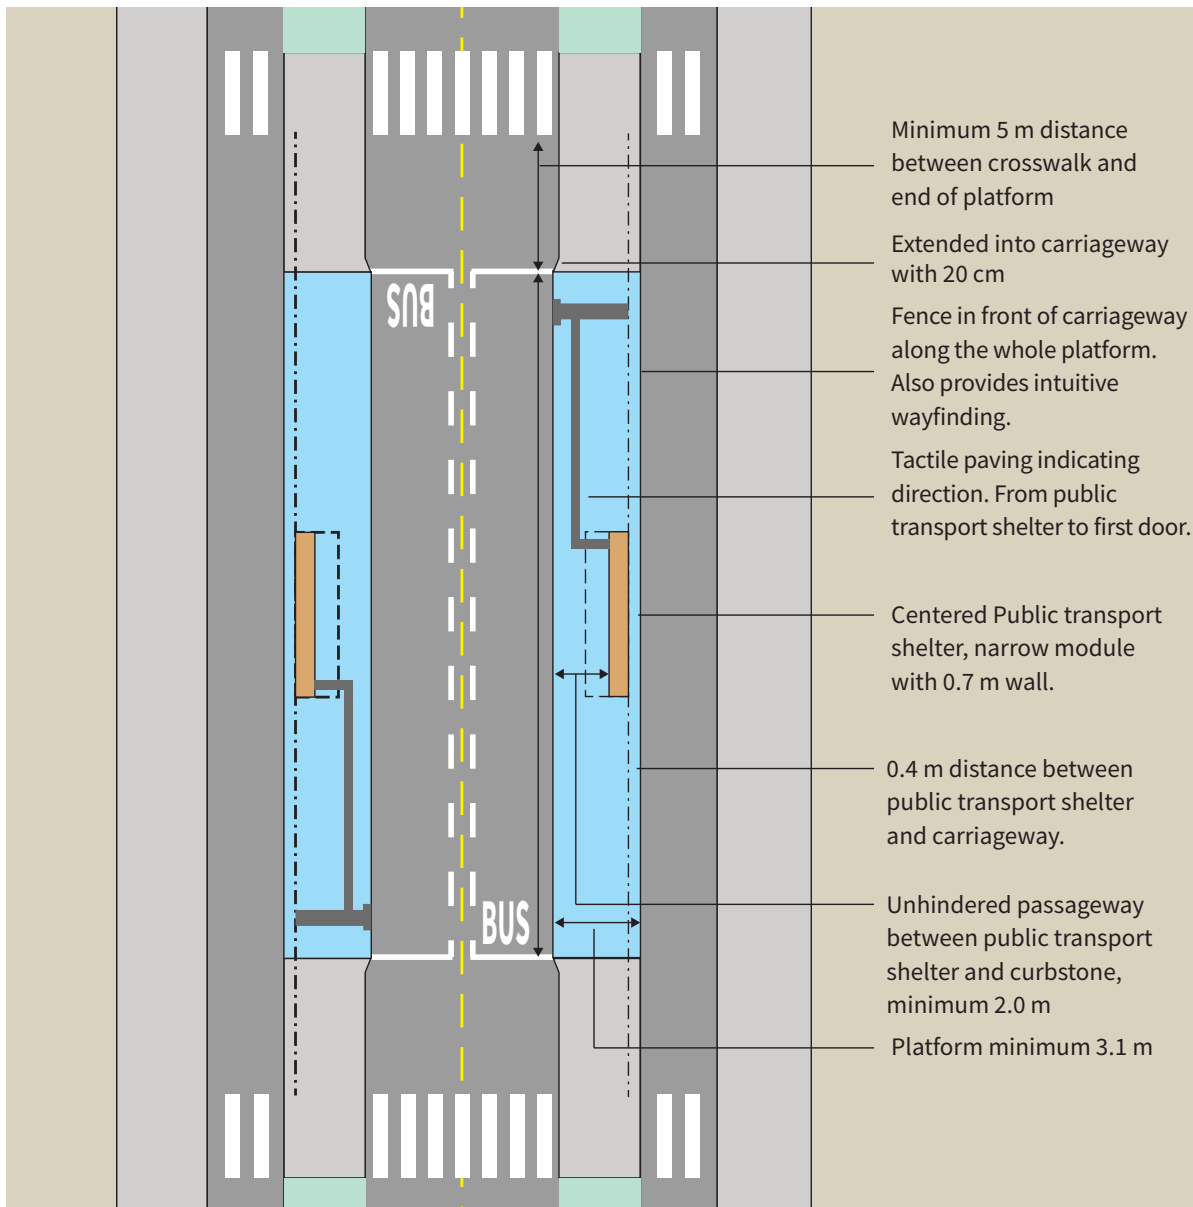 Minimum 5 m distance
between crosswalk and
end of platform
Extended into carriageway
with 20 cm
BUS
Fence in front of carriageway
along the whole platform.
Also provides intuitive
wayfinding.
Tactile paving indicating
direction. From public
transport shelter to first door.
Centered Public transport
shelter, narrow module
with 0.7 m wall.
0.4 m distance between
public transport shelter
and carriageway.
BUS
Unhindered passageway
between public transport
shelter and curbstone,
minimum 2.0 m
Platform minimum 3.1 m